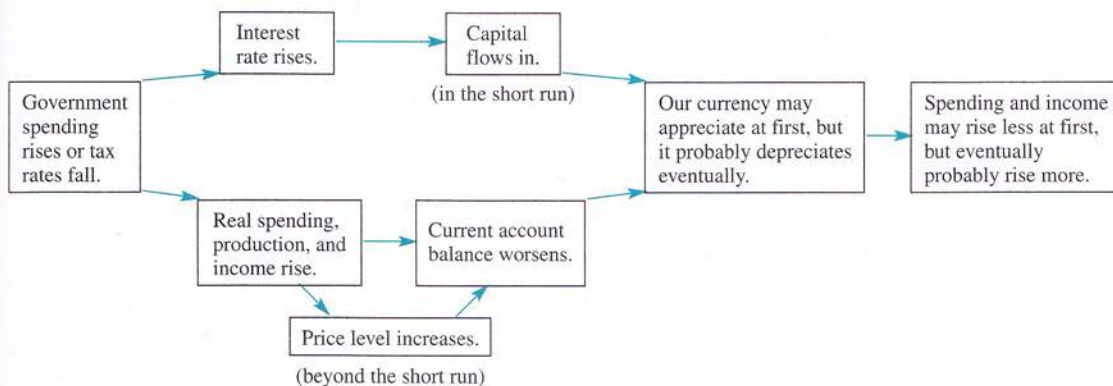 Interest
rate rises.
Capital
flows in.
(in the short run)
Government
spending
rises or tax
rates fall.
Our currency may
appreciate at first, but
it probably depreciates
eventually.
Spending and income
may rise less at first,
but eventually
probably rise more.
Real spending,
production, and
income rise.
Current account
balance worsens.
Price level increases.
(beyond the short run)